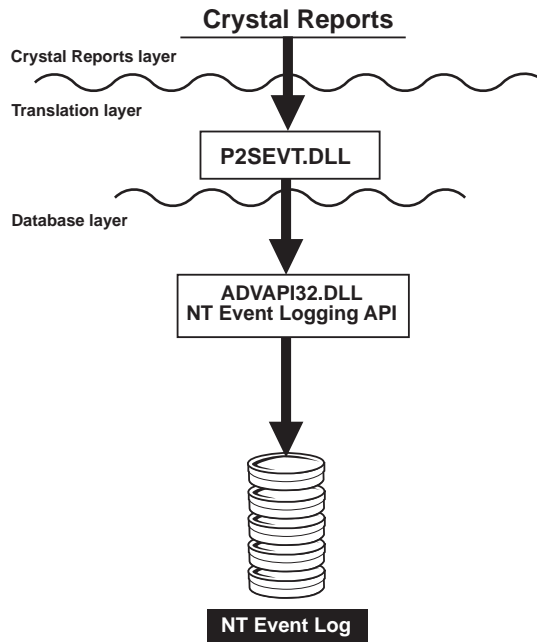 Crystal Reports
Crystal Reports layer
Translation layer
P2SEVT.DLL
Database layer
ADVAPI32.DLL
NT Event Logging API
NT Event Log